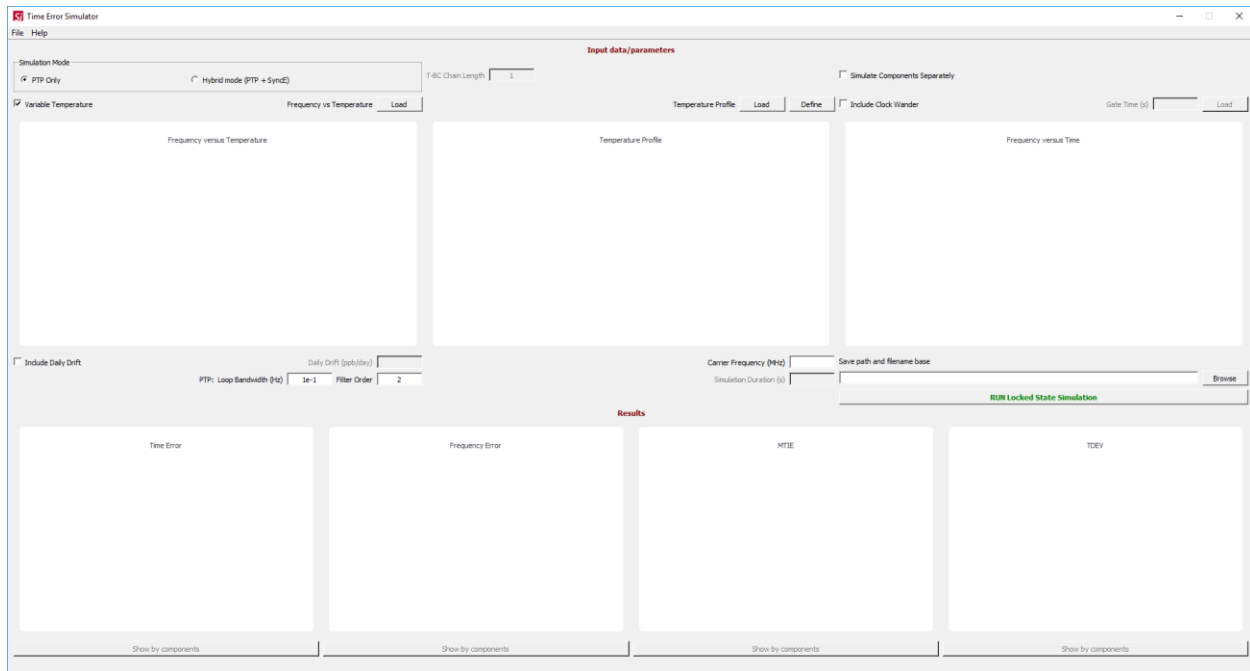 Si Time Error Simulator
File Help
Input data/parameters
Simulation Mode
PTP Only Hybrid mode (PTP + SyncE)
T-BC Chain Length 1
Simulate Components Separately
Variable Temperature Frequency vs Temperature Load
Temperature Profile Load Define
Include Clock Wander Gate Time (s) Load
Frequency versus Temperature
Temperature Profile
Frequency versus Time
Include Daily Drift Daily Drift (ppb/day)
Carrier Frequency (MHz)
Save path and filename base
PTP: Loop Bandwidth (Hz) 1e-1 Filter Order 2
Simulation Duration (s)
Browse
RUN Locked State Simulation
Results
Time Error
Frequency Error
MTIE
TDEV
Show by components
Show by components
Show by components
Show by components